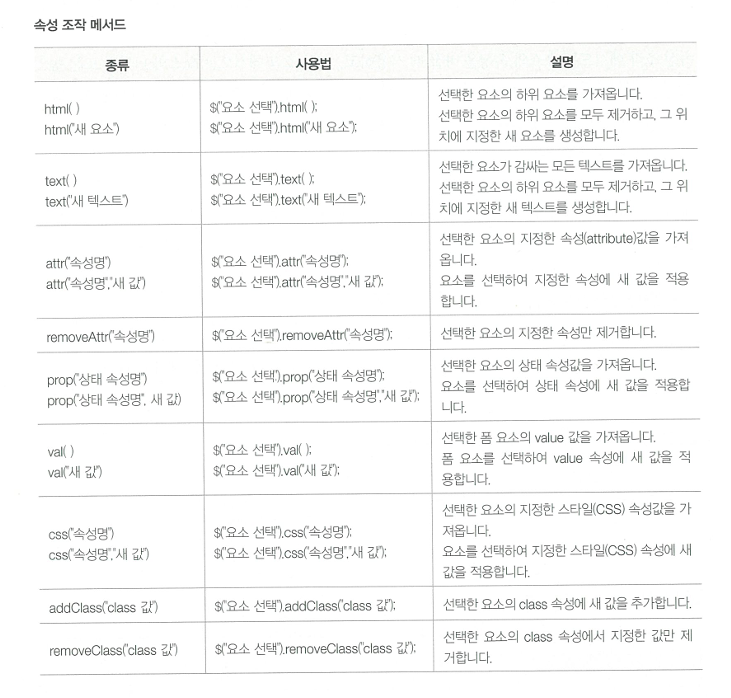 속성 조작 메서드
종류 사용법 설명
html( )
html("새 요소")
$("요소 선택").html( );
$("요소 선택").html("새 요소");
선택한 요소의 하위 요소를 가져옵니다.
선택한 요소의 하위 요소를 모두 제거하고, 그 위
치에 지정한 새 요소를 생성합니다.
text( )
text("새 텍스트")
$("요소 선택").text( );
$("요소 선택").text("새 텍스트");
선택한 요소가 감싸는 모든 텍스트를 가져옵니다.
선택한 요소의 하위 요소를 모두 제거하고, 그 위
치에 지정한 새 텍스트를 생성합니다.
attr("속성명")
attr("속성명","새 값")
$("요소 선택").attr("속성명");
$("요소 선택").attr("속성명","새 값");
선택한 요소의 지정한 속성(attribute)값을 가져
옵니다.
요소를 선택하여 지정한 속성에 새 값을 적용
합니다.
removeAttr("속성명")
$("요소 선택").removeAttr("속성명");
선택한 요소의 지정한 속성만 제거합니다.
prop("상태 속성명")
prop("상태 속성명", 새 값)
$("요소 선택").prop("상태 속성명");
$("요소 선택").prop("상태 속성명","새 값");
선택한 요소의 상태 속성값을 가져옵니다.
요소를 선택하여 상태 속성에 새 값을 적용합
니다.
val( )
val("새 값")
$("요소 선택").val( );
$("요소 선택").val("새 값");
선택한 폼 요소의 value 값을 가져옵니다.
폼 요소를 선택하여 value 속성에 새 값을 적
용합니다.
css("속성명")
css("속성명","새 값")
$("요소 선택").css("속성명");
$("요소 선택").css("속성명","새 값");
선택한 요소의 지정한 스타일(CSS) 속성값을 가
져옵니다.
요소를 선택하여 지정한 스타일(CSS) 속성에 새
값을 적용합니다.
addClass("class 값")
$("요소 선택").addClass("class 값");
선택한 요소의 class 속성에 새 값을 추가합니다.
removeClass("class 값")
$("요소 선택").removeClass("class 값");
선택한 요소의 class 속성에서 지정한 값만 제
거합니다.